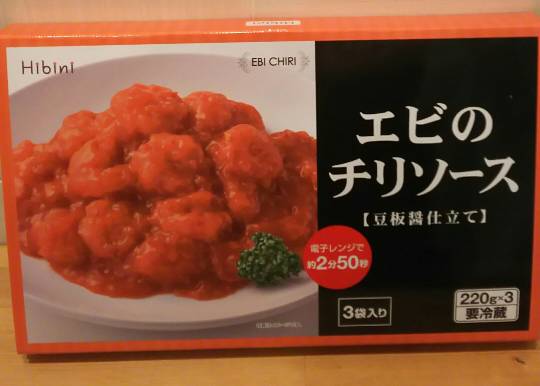 Hibini
EBI CHIRI
エビの
チリソース
【豆板醤仕立て】
電子レンジで
約2分50秒
3袋入り
220g×3
要冷蔵